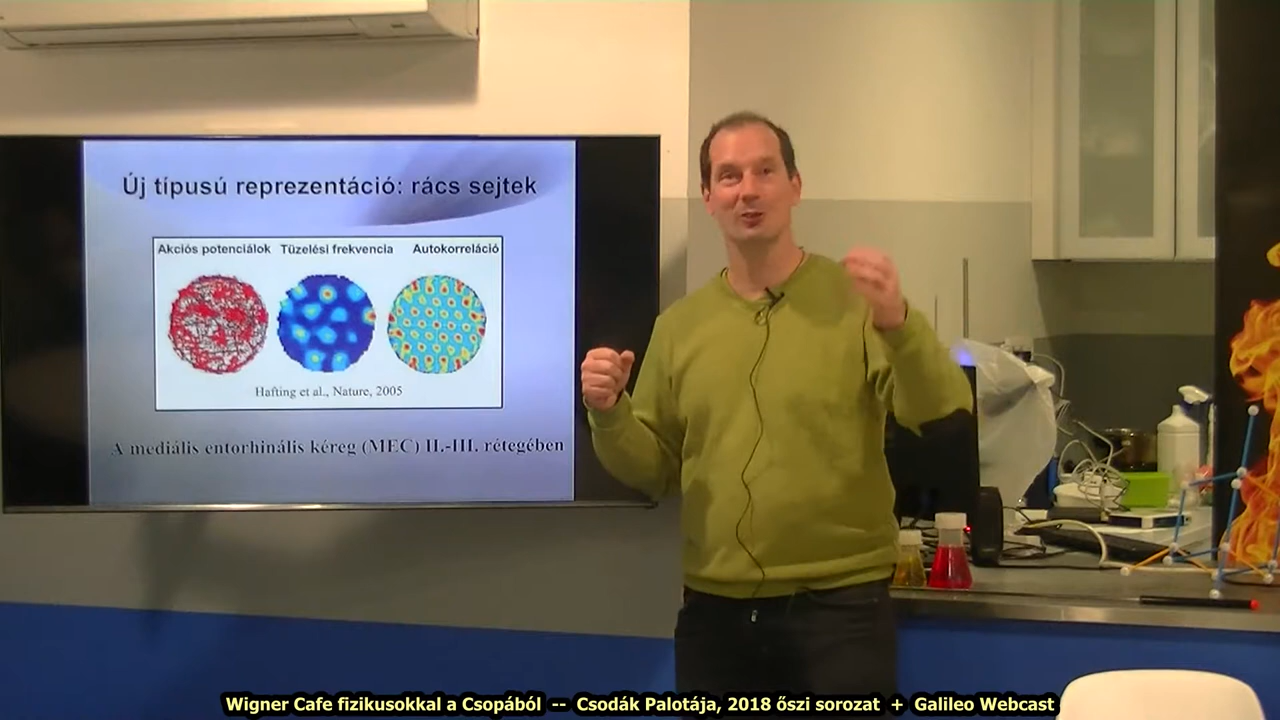 Új típusú reprezentáció: rács sejtek
Akciós potenciálok Tüzelési frekvencia Autokorreláció
Hafting et al., Nature, 2005
A mediális entorhinális kéreg (MEC) II.-III. rétegében
Wigner Cafe fizikusokkal a Csopából -- Csodák Palotája, 2018 őszi sorozat + Galileo Webcast